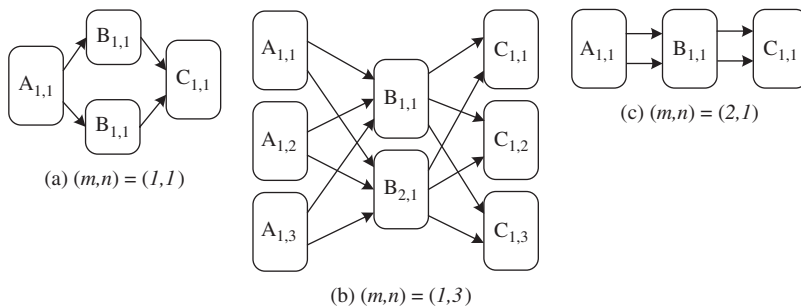 B1,1
A1,1
C1,1
B1,1
(a) (m,n) = (1,1)
A1,1
C1,1
B1,1
A1,2
C1,2
B2,1
A1,3
C1,3
(b) (m,n) = (1,3)
A1,1 B1,1 C1,1
(c) (m,n) = (2,1)